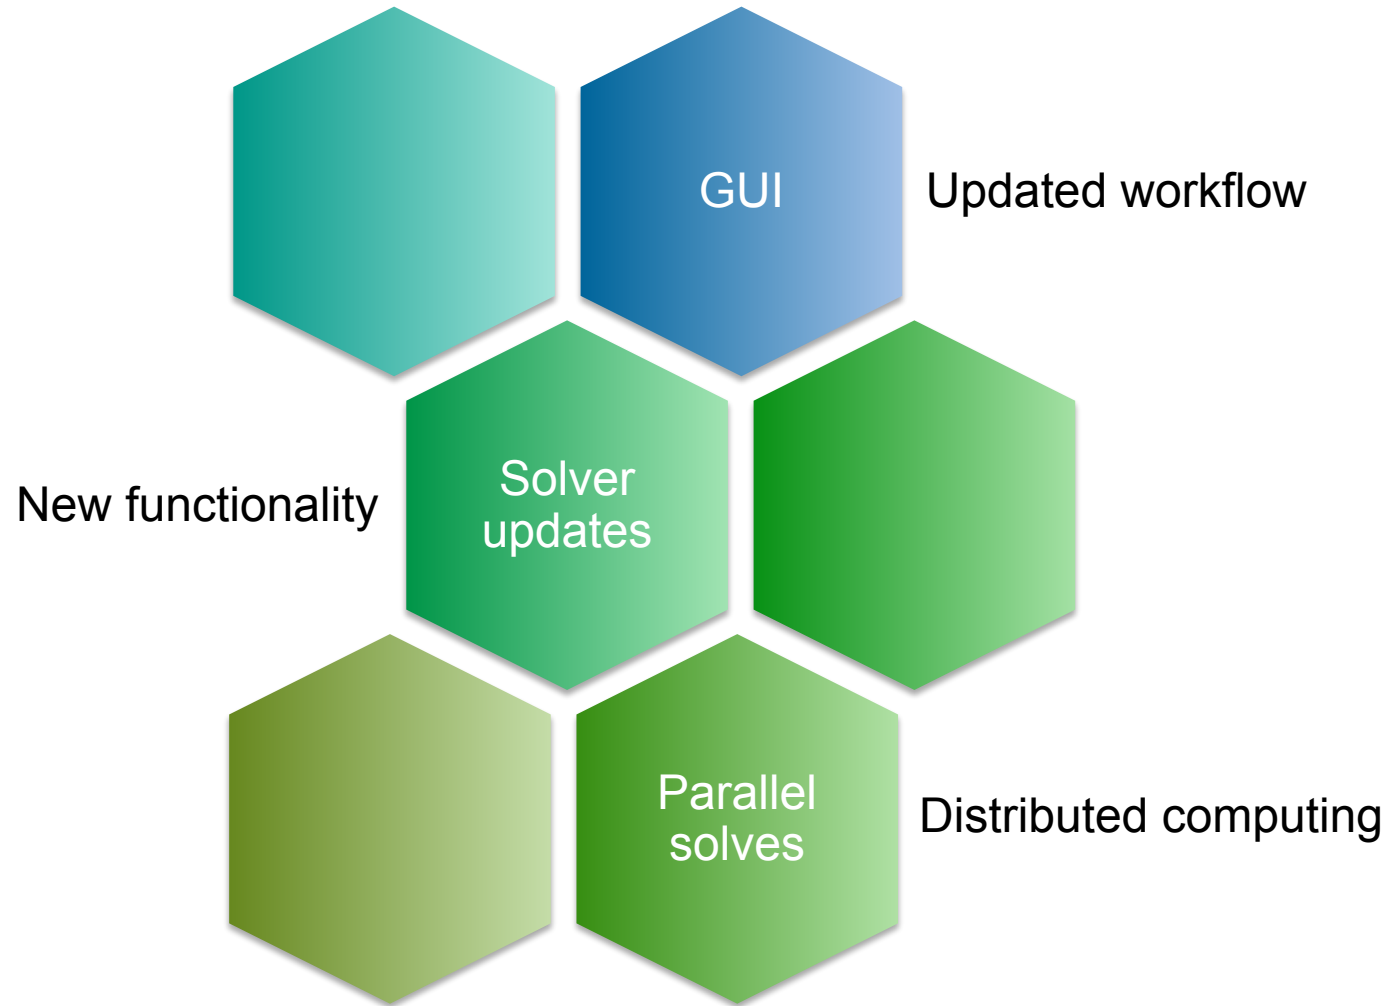 GUI
Updated workflow
New functionality
Solver
updates
Parallel
solves
Distributed computing